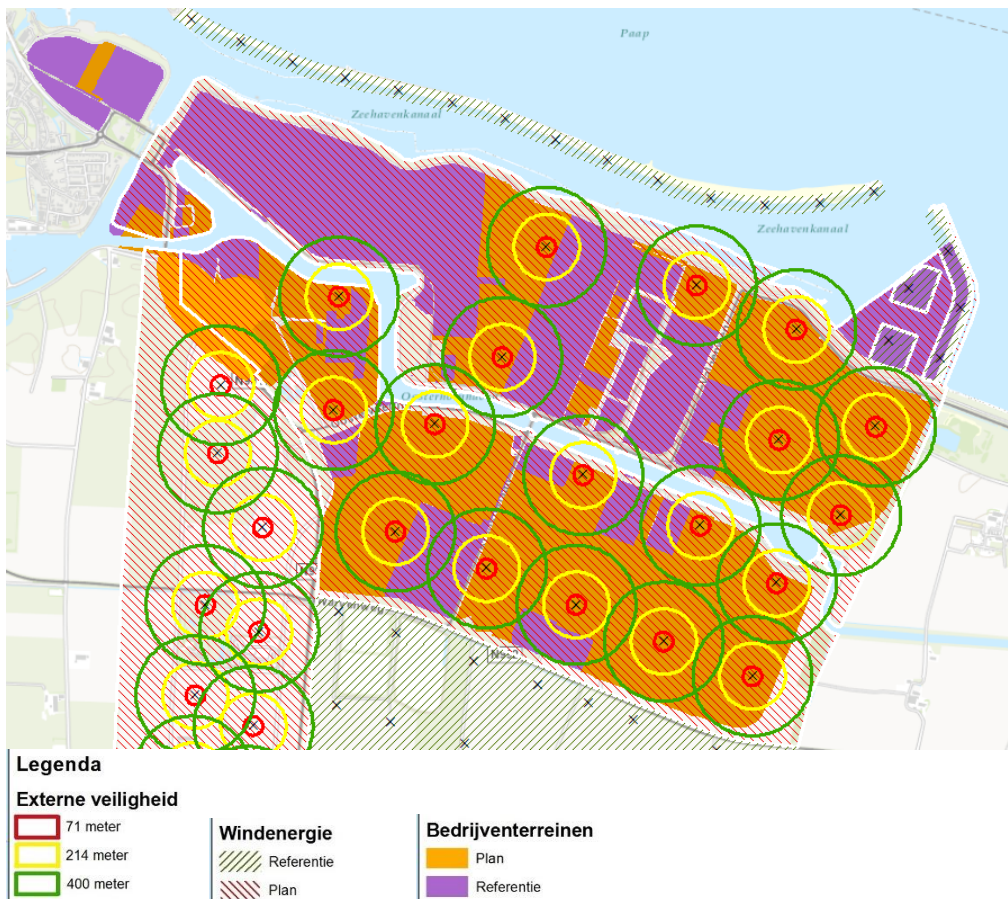 Paap
Zeehavenkanaal
Zeehavenkanaal
Legenda
Externe veiligheid
71 meter
214 meter
400 meter
Windenergie
Referentie
Plan
Bedrijventerreinen
Plan
Referentie